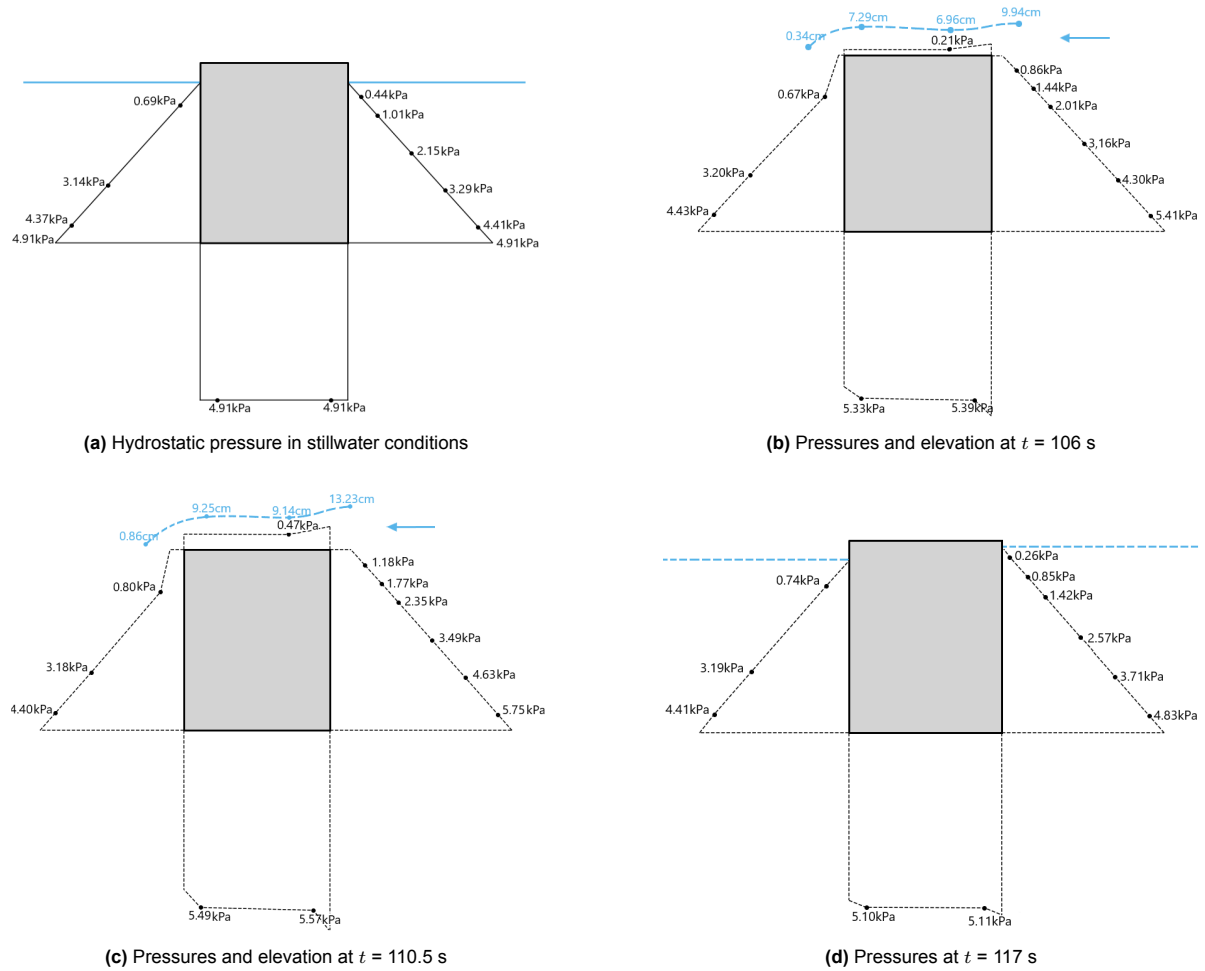 0.69kPa
0.44kPa
1.01kPa
2.15kPa
3.14kPa
3.29kPa
4.37kPa
4.41kPa
4.91kPa
4.91kPa
4.91kPa
4.91kPa
(a) Hydrostatic pressure in stillwater conditions
0.34cm
7.29cm
6.96cm
9.94cm
0.21kPa
0.86kPa
1.44kPa
0.67kPa
2.01kPa
3,16kPa
3.20kPa
4.30kPa
4.43kPa
5.41kPa
5.33kPa
5.39kPa
(b) Pressures and elevation at t = 106 s
0.86cm
9.25cm
9.14cm
13.23cm
0.47kPa
1.18kPa
0.80kPa
1.77kPa
2.35kPa
3.49kPa
3.18kPa
4.63kPa
4.40kPa
5.75kPa
5.49kPa
5.57kPa
(c) Pressures and elevation at t = 110.5 s
0.26kPa
0.74kPa
0.85kPa
1.42kPa
2.57kPa
3.19kPa
3.71kPa
4.41kPa
4.83kPa
5.10kPa
5.11kPa
(d) Pressures at t = 117 s